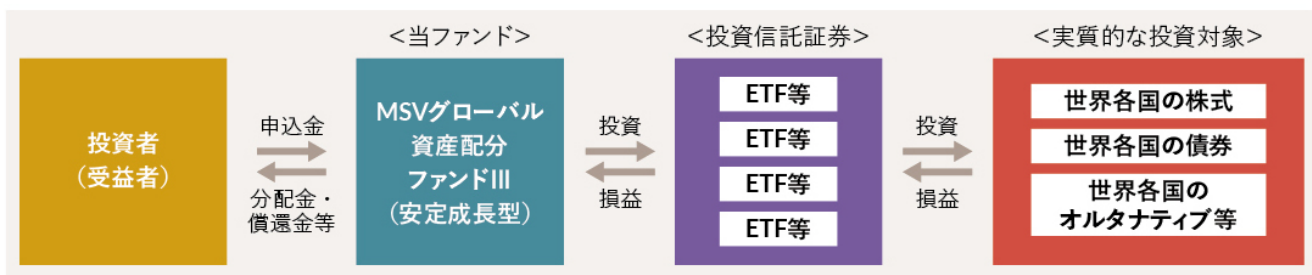 <当ファンド>
<投資信託証券>
<実質的な投資対象>
投資者
（受益者）
申込金
分配金・
償還金等
MSVグローバル
資産配分
ファンドⅢ
（安定成長型）
投資
損益
ETF等
ETF等
ETF等
ETF等
投資
損益
世界各国の株式
世界各国の債券
世界各国の
オルタナティブ等